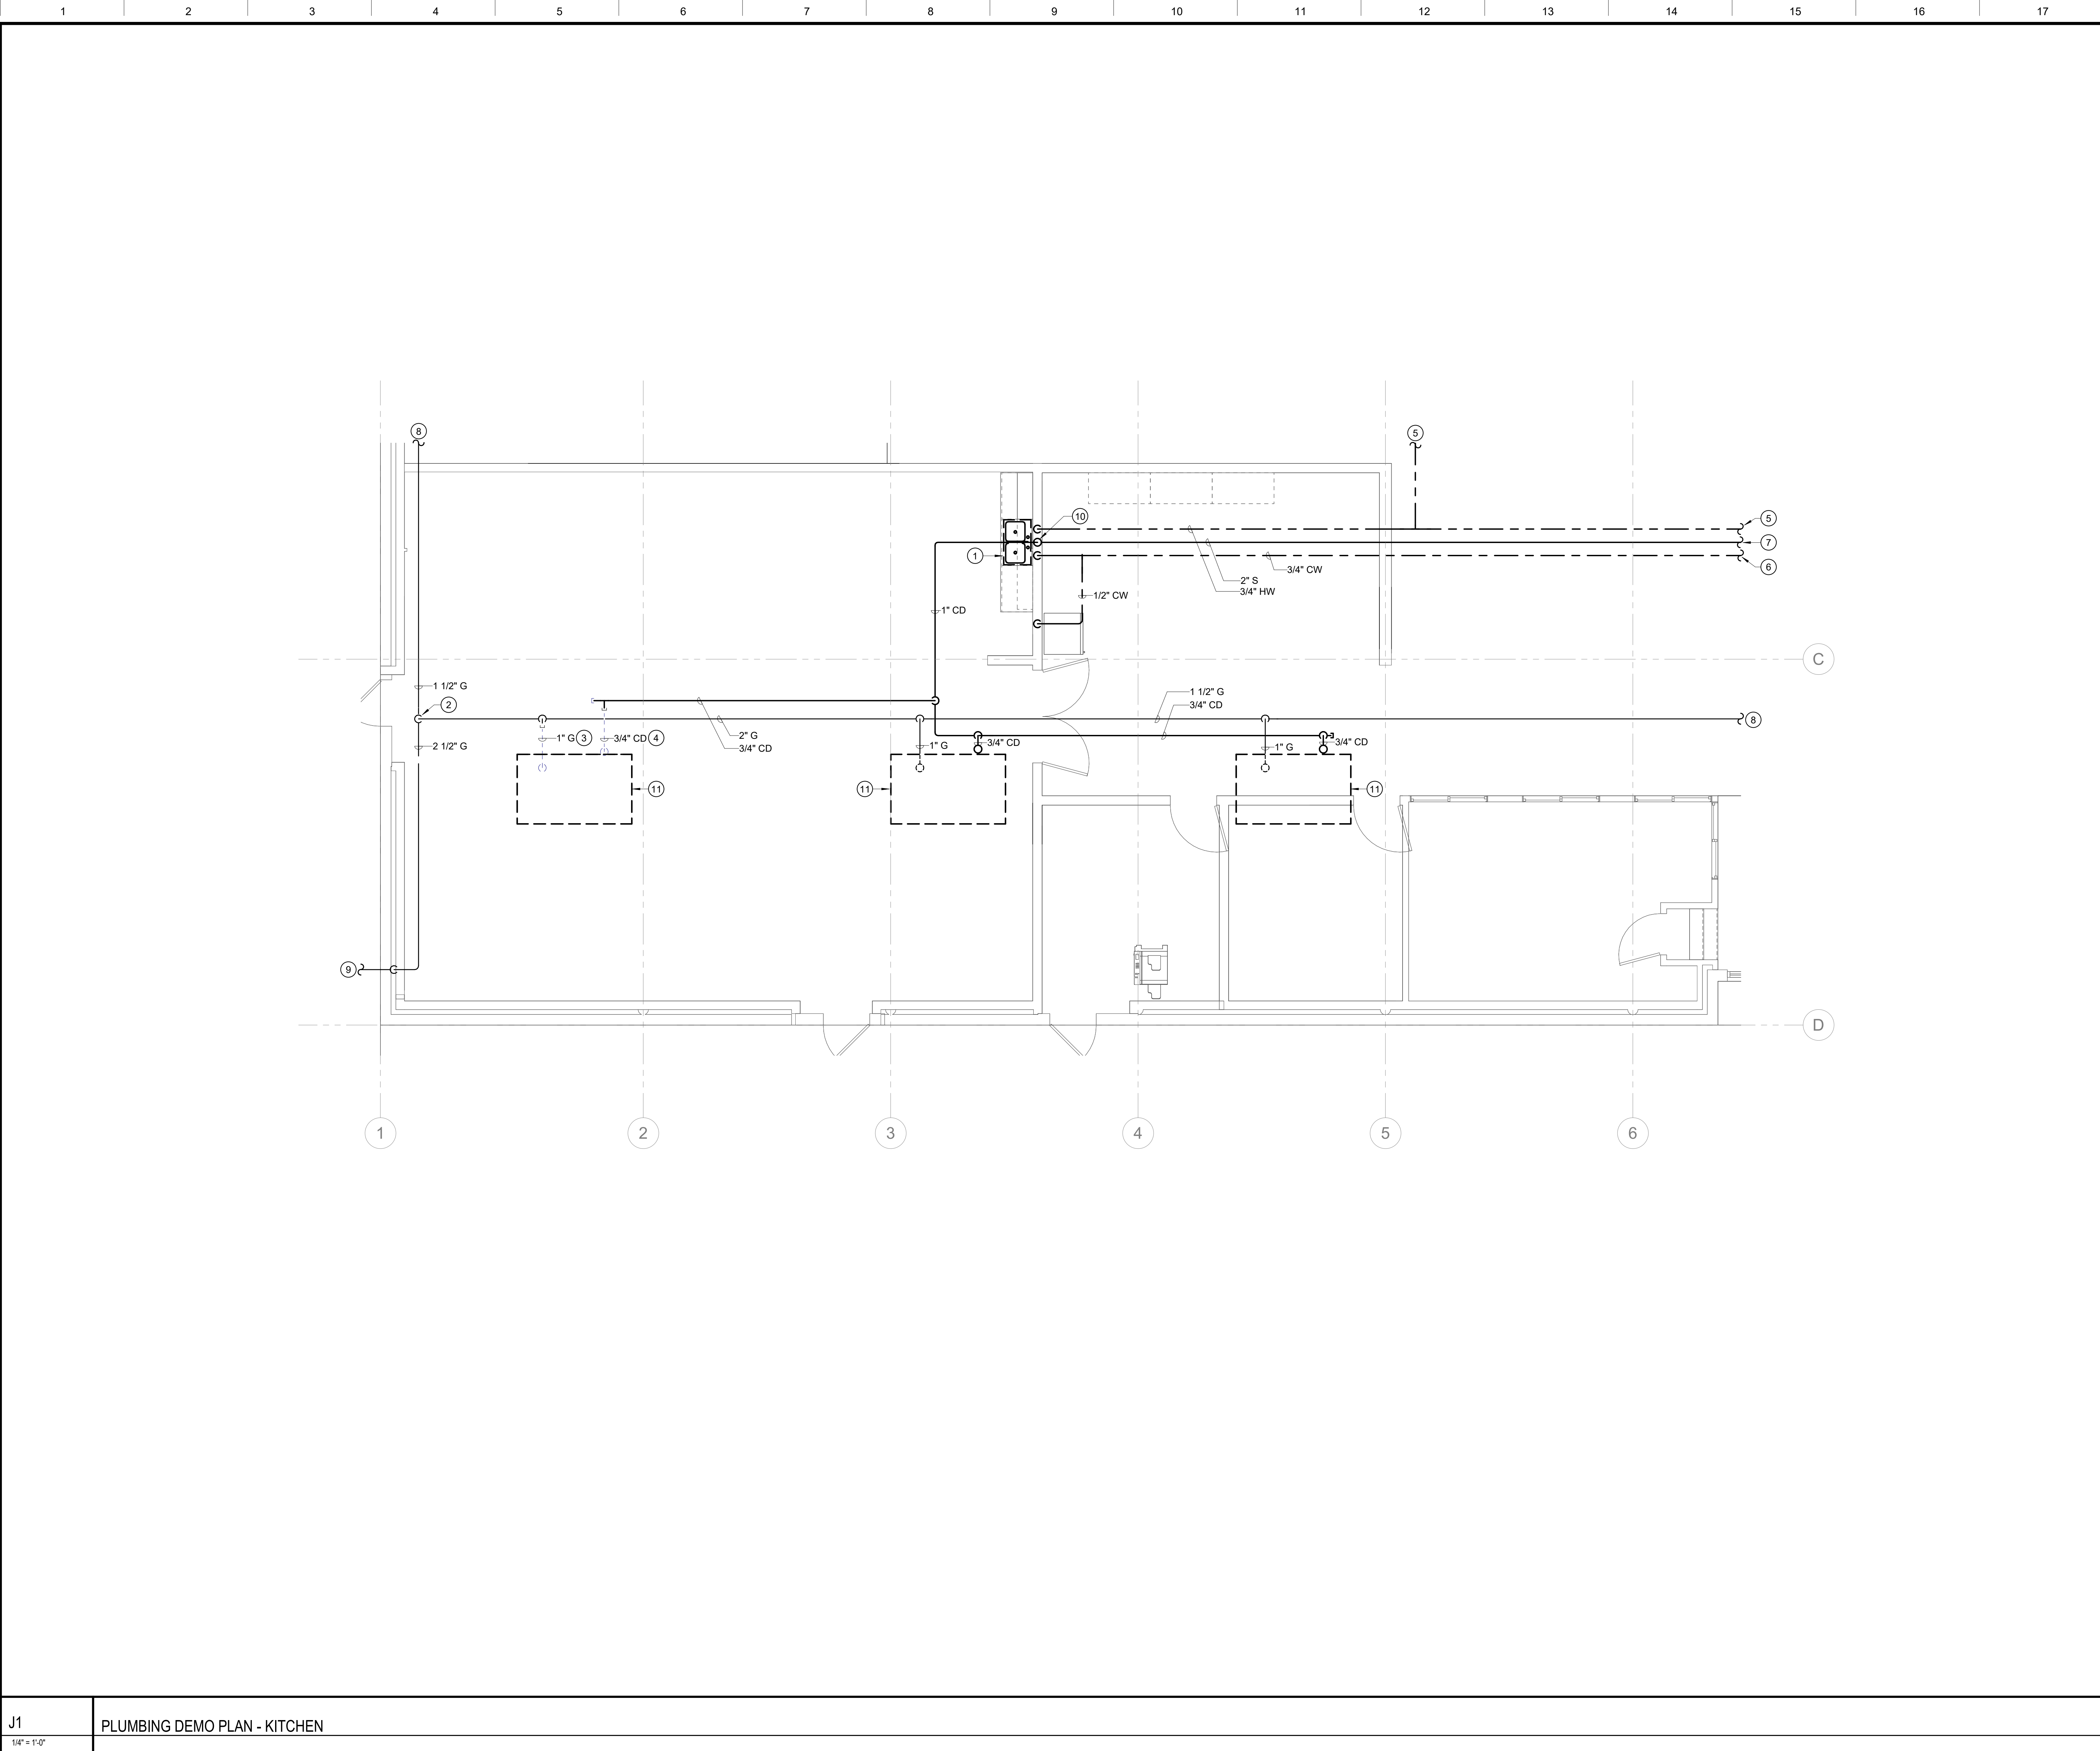 1 2 3 4 5 6 7 8 9 10 11 12 13 14 15 16 17
8
5
10
5
7
6
1
3/4" CW
2" S
3/4" HW
1/2" CW
1" CD
C
1 1/2" G
2
1 1/2" G
3/4" CD
8
2" G
3/4" CD
1" G 3
3/4" CD 4
2 1/2" G
1" G
3/4" CD
1" G
3/4" CD
11
11
11
9
D
1 2 3 4 5 6
J1
PLUMBING DEMO PLAN - KITCHEN
1/4" = 1'-0"